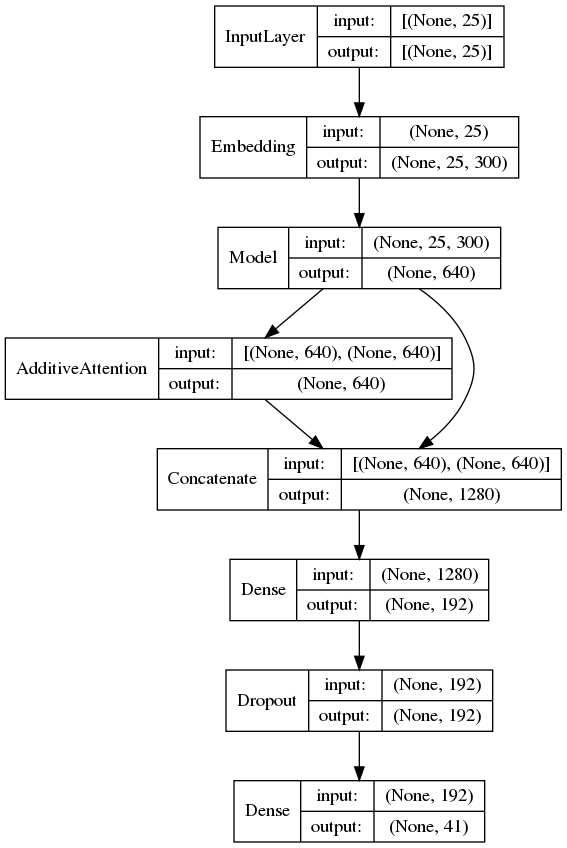 InputLayer input: [(None, 25)]
output: [(None, 25)]
Embedding input: (None, 25)
output: (None, 25, 300)
Model input: (None, 25, 300)
output: (None, 640)
AdditiveAttention input: [(None, 640), (None, 640)]
output: (None, 640)
Concatenate input: [(None, 640), (None, 640)]
output: (None, 1280)
Dense input: (None, 1280)
output: (None, 192)
Dropout input: (None, 192)
output: (None, 192)
Dense input: (None, 192)
output: (None, 41)